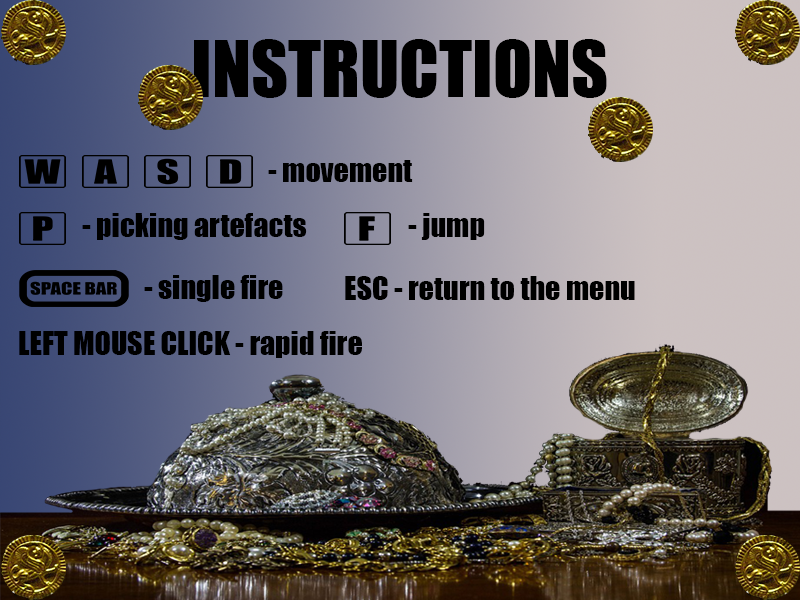 INSTRUCTIONS
W A S D - movement
P - picking artefacts F - jump
SPACE BAR - single fire ESC - return to the menu
LEFT MOUSE CLICK - rapid fire